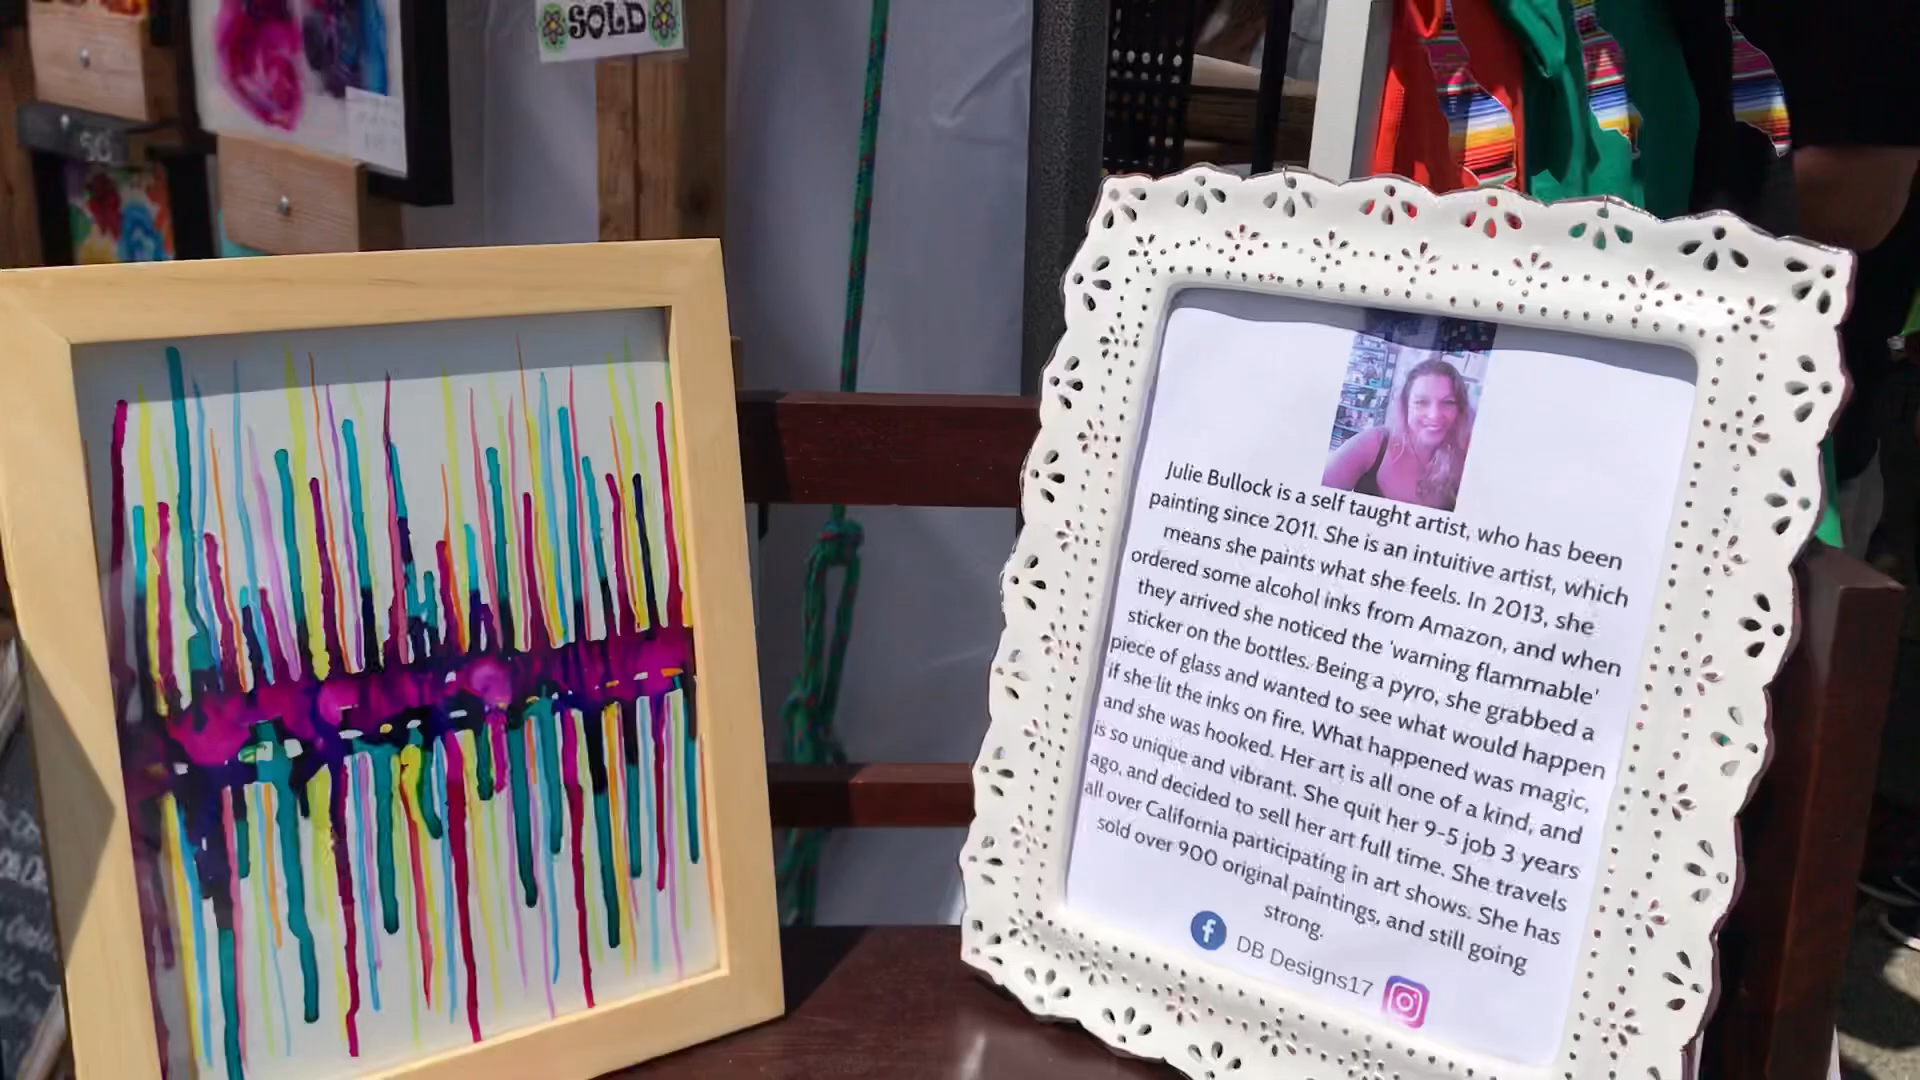 SOLD
Julie Bullock is a self taught artist, who has been
painting since 2011. She is an intuitive artist, which
means she paints what she feels. In 2013, she
ordered some alcohol inks from Amazon, and when
they arrived she noticed the 'warning flammable'
sticker on the bottles. Being a pyro, she grabbed a
piece of glass and wanted to see what would happen
if she lit the inks on fire. What happened was magic,
and she was hooked. Her art is all one of a kind, and
is so unique and vibrant. She quit her 9-5 job 3 years
ago, and decided to sell her art full time. She travels
all over California participating in art shows. She has
sold over 900 original paintings, and still going
strong.
DB Designs17